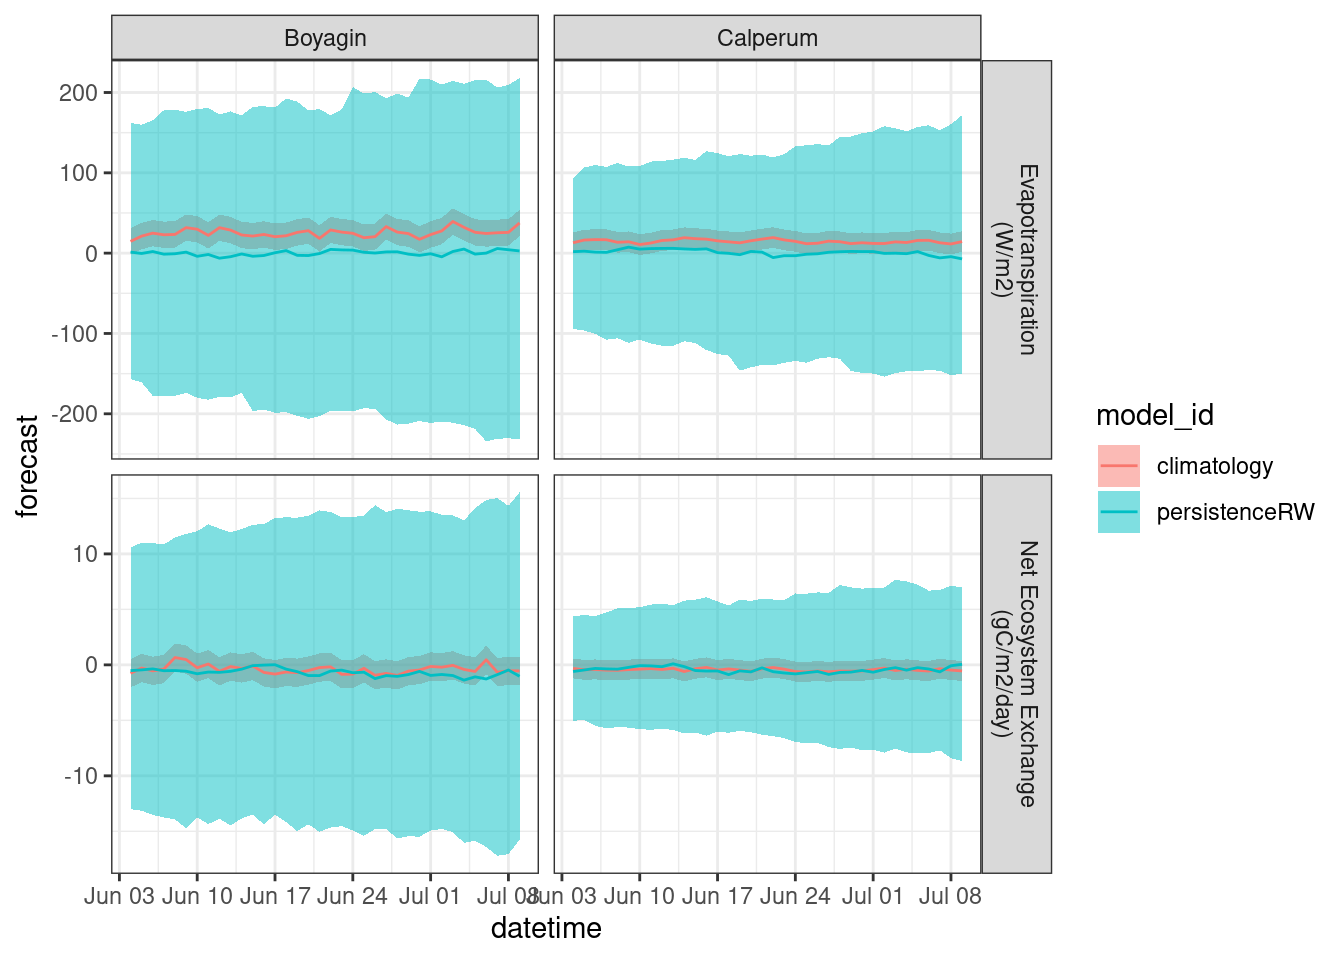 Boyagin
Calperum
200
100
0
-100
-200
Evapotranspiration
(W/m2)
10
0
-10
Net Ecosystem Exchange
(gC/m2/day)
forecast
Jun 03 Jun 10 Jun 17 Jun 24 Jul 01 Jul 08
Jun 03 Jun 10 Jun 17 Jun 24 Jul 01 Jul 08
datetime
model_id
climatology
persistenceRW